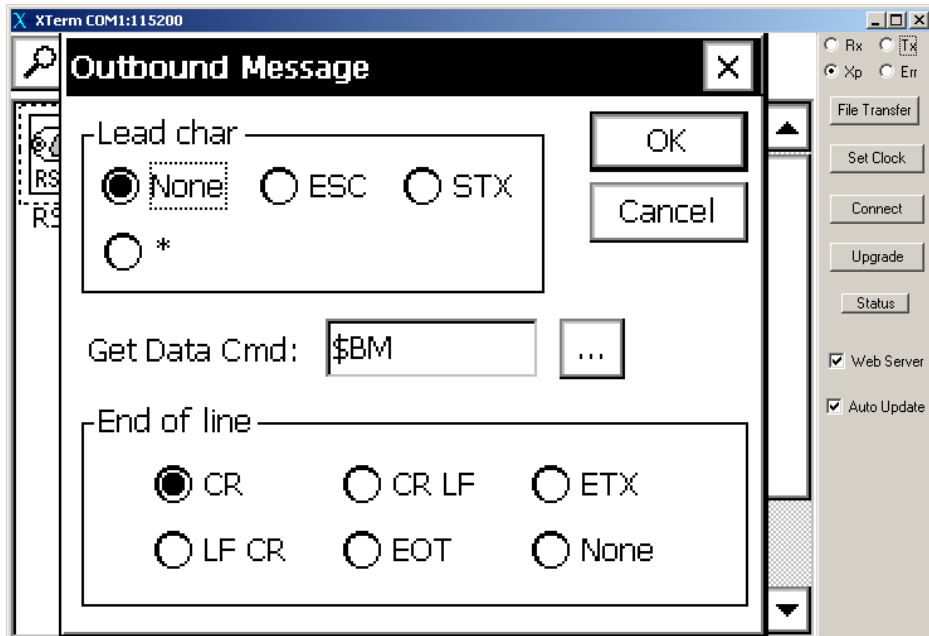 XTerm COM1:115200
Outbound Message
Rx Tx
Xp Err
File Transfer
Set Clock
Connect
Upgrade
Status
Web Server
Auto Update
Lead char
None ESC STX
*
OK
Cancel
RS
RS
Get Data Cmd: $BM ...
End of line
CR CR LF ETX
LF CR EOT None